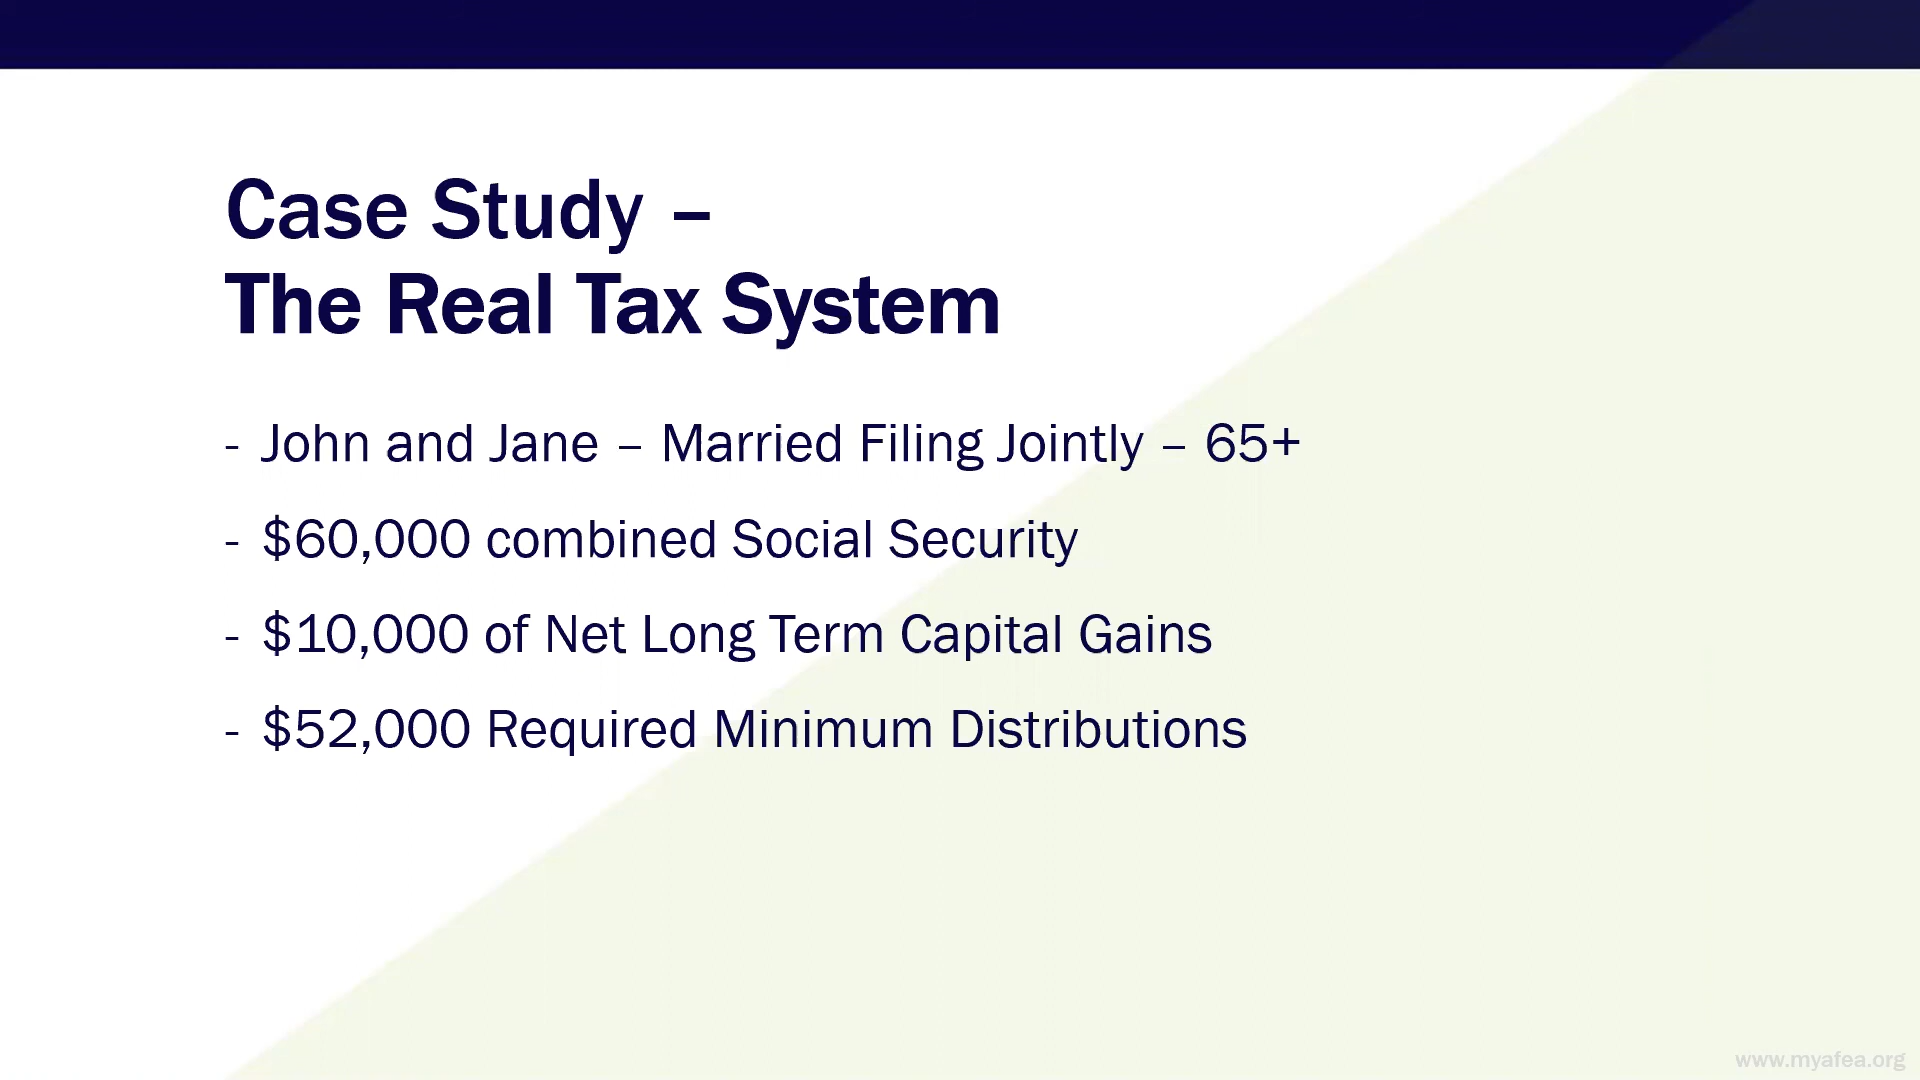 Case Study –
The Real Tax System
- John and Jane – Married Filing Jointly – 65+
- $60,000 combined Social Security
- $10,000 of Net Long Term Capital Gains
- $52,000 Required Minimum Distributions
www.myafea.org